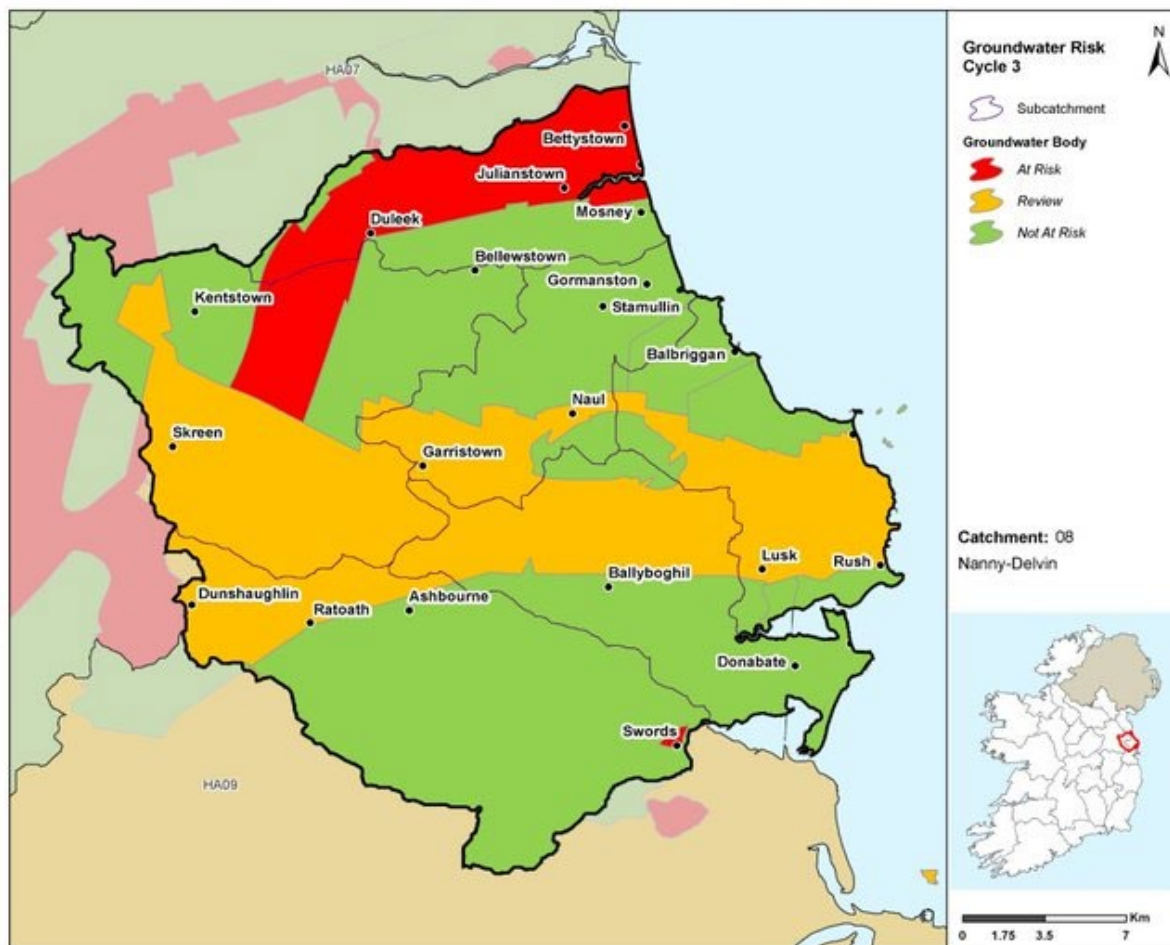 HA07
Bettystown
Julianstown
Mosney
Duleek
Bellewstown
Gormanston
Kentstown
Stamullin
Balbriggan
Naul
Skreen
Garristown
Lusk
Rush
Ballyboghil
Dunshaughlin
Ashbourne
Ratoath
Donabate
Swords
HA09
Groundwater Risk
Cycle 3
N
Subcatchment
Groundwater Body
At Risk
Review
Not At Risk
Catchment: 08
Nanny-Delvin
Km
0 1.75 3.5 7